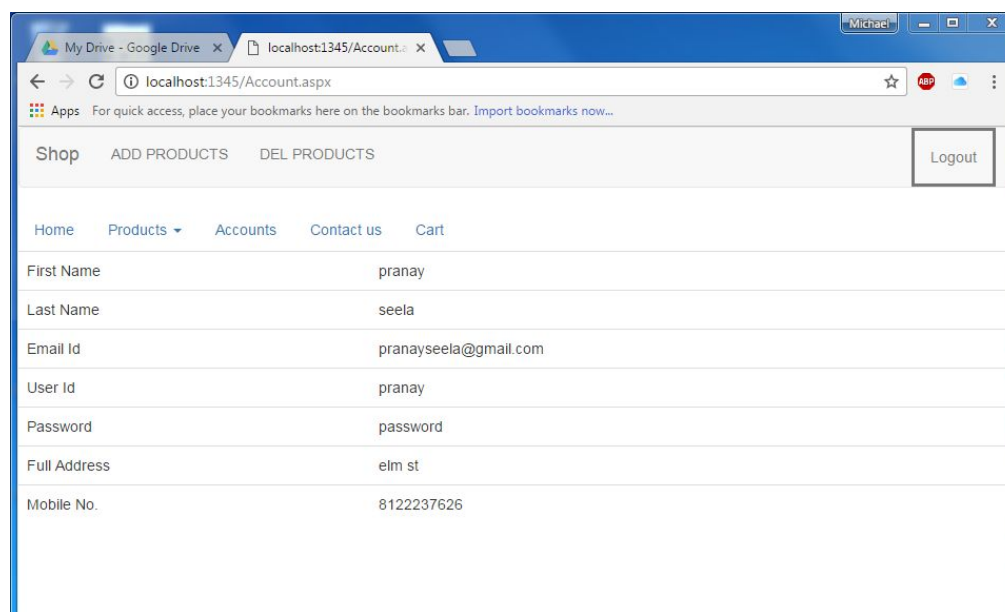 Michael
My Drive - Google Drive localhost:1345/Account.a
localhost:1345/Account.aspx ABP
Apps For quick access, place your bookmarks here on the bookmarks bar. Import bookmarks now...
Shop ADD PRODUCTS DEL PRODUCTS Logout
Home Products Accounts Contact us Cart
First Name pranay
Last Name seela
Email Id pranayseela@gmail.com
User Id pranay
Password password
Full Address elm st
Mobile No. 8122237626